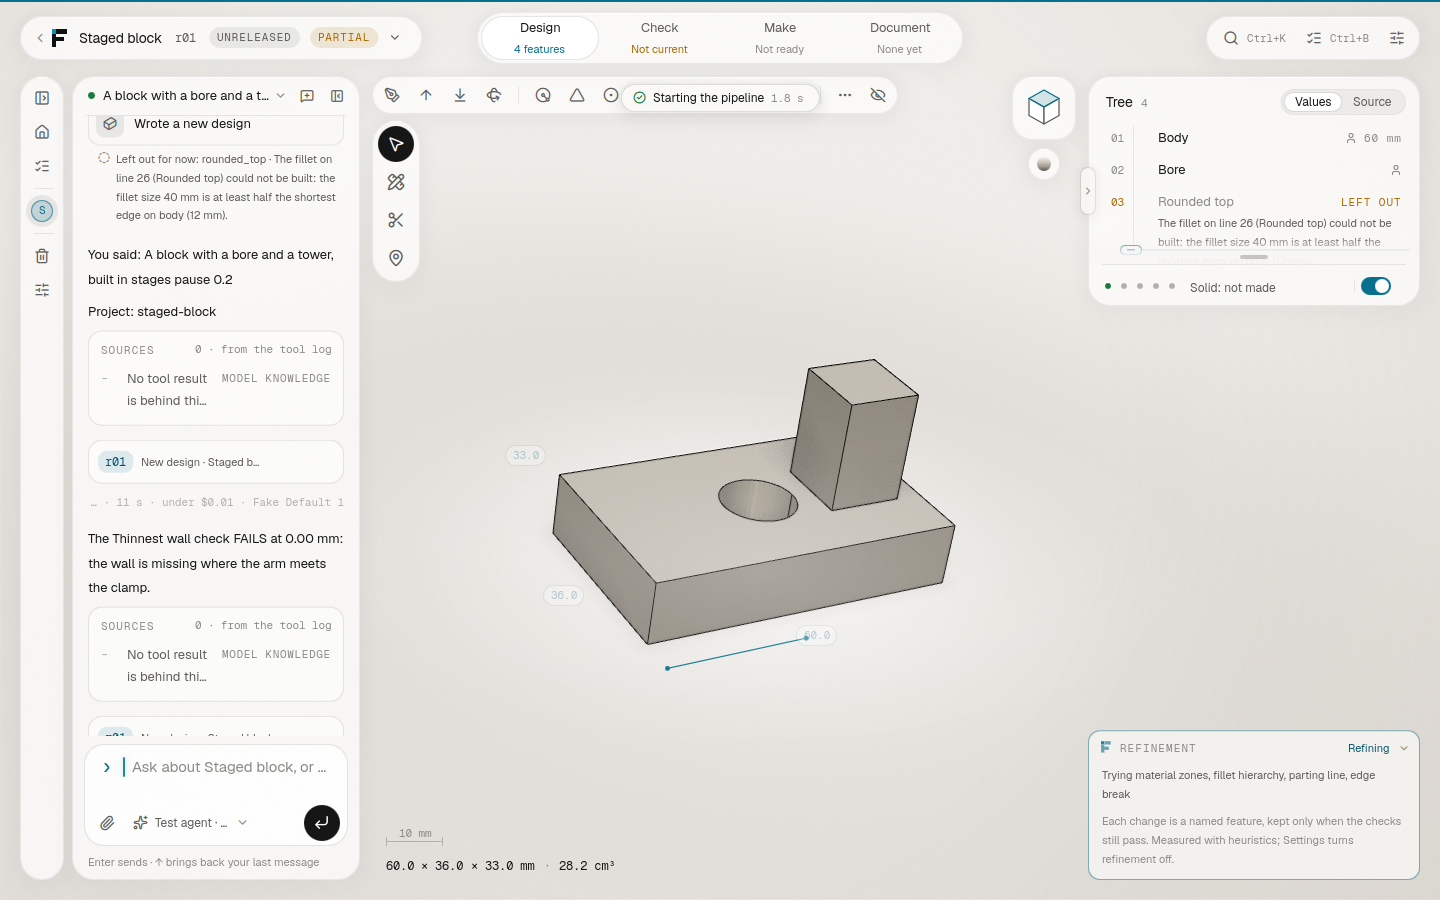 Staged block r01 UNRELEASED PARTIAL
Design
4 features
Check
Not current
Make
Not ready
Document
None yet
Ctrl+K
Ctrl+B
A block with a bore and a t…
Wrote a new design
Left out for now: rounded_top · The fillet on
line 26 (Rounded top) could not be built: the
fillet size 40 mm is at least half the shortest
edge on body (12 mm).
You said: A block with a bore and a tower,
built in stages pause 0.2
Project: staged-block
SOURCES 0 · from the tool log
– No tool result MODEL KNOWLEDGE
is behind thi…
r01 New design · Staged b…
… · 11 s · under $0.01 · Fake Default 1
The Thinnest wall check FAILS at 0.00 mm:
the wall is missing where the arm meets
the clamp.
SOURCES 0 · from the tool log
– No tool result MODEL KNOWLEDGE
is behind thi…
Ask about Staged block, or …
Test agent · …
Enter sends · ↑ brings back your last message
S
Starting the pipeline 1.8 s
33.0
36.0
60.0
10 mm
60.0 × 36.0 × 33.0 mm · 28.2 cm³
Tree 4
Values
Source
01 Body 60 mm
02 Bore
03 Rounded top LEFT OUT
The fillet on line 26 (Rounded top) could not be
built: the fillet size 40 mm is at least half the
Solid: not made
REFINEMENT Refining
Trying material zones, fillet hierarchy, parting line, edge
break
Each change is a named feature, kept only when the checks
still pass. Measured with heuristics; Settings turns
refinement off.